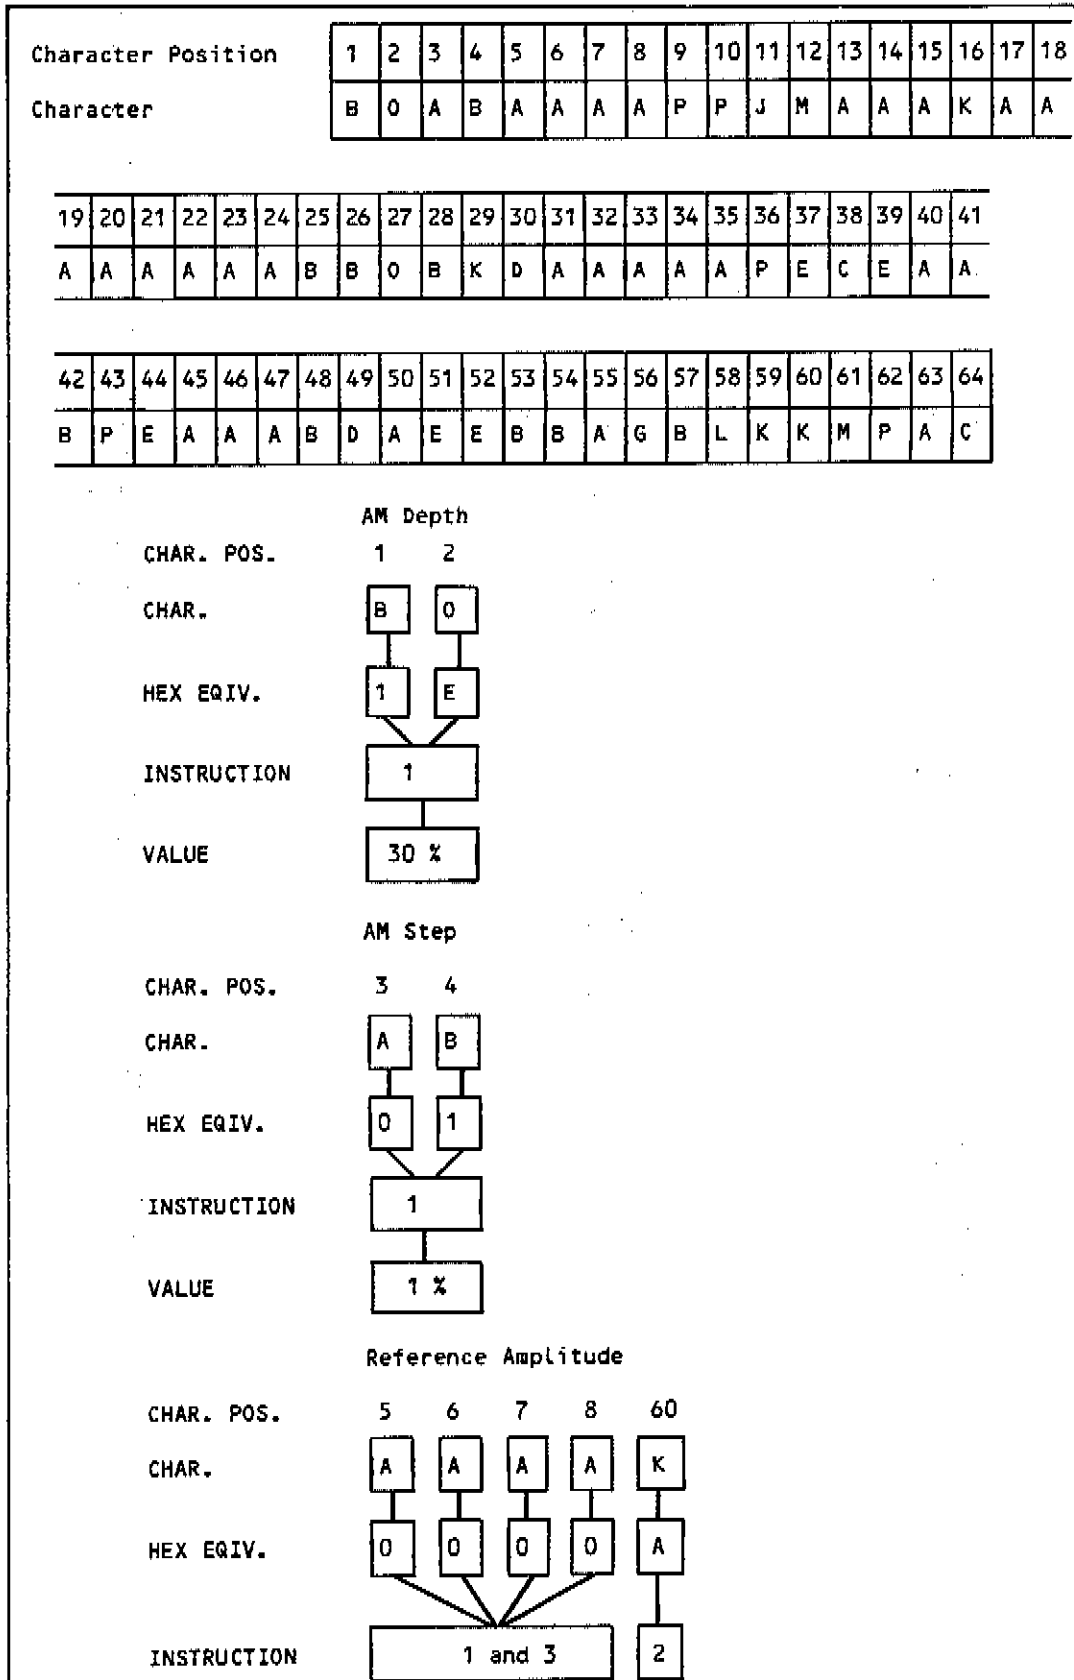 Character Position 1 2 3 4 5 6 7 8 9 10 11 12 13 14 15 16 17 18
Character B O A B A A A A P P J M A A A K A A
19 20 21 22 23 24 25 26 27 28 29 30 31 32 33 34 35 36 37 38 39 40 41
A A A A A A B B O B K D A A A A A P E C E A A
42 43 44 45 46 47 48 49 50 51 52 53 54 55 56 57 58 59 60 61 62 63 64
B P E A A A B D A E E B B A G B L K K M P A C
AM Depth
CHAR. POS. 1 2
CHAR. B O
HEX EQIV. 1 E
INSTRUCTION 1
VALUE 30 %
AM Step
CHAR. POS. 3 4
CHAR. A B
HEX EQIV. 0 1
INSTRUCTION 1
VALUE 1 %
Reference Amplitude
CHAR. POS. 5 6 7 8 60
CHAR. A A A A K
HEX EQIV. 0 0 0 0 A
INSTRUCTION 1 and 3 2